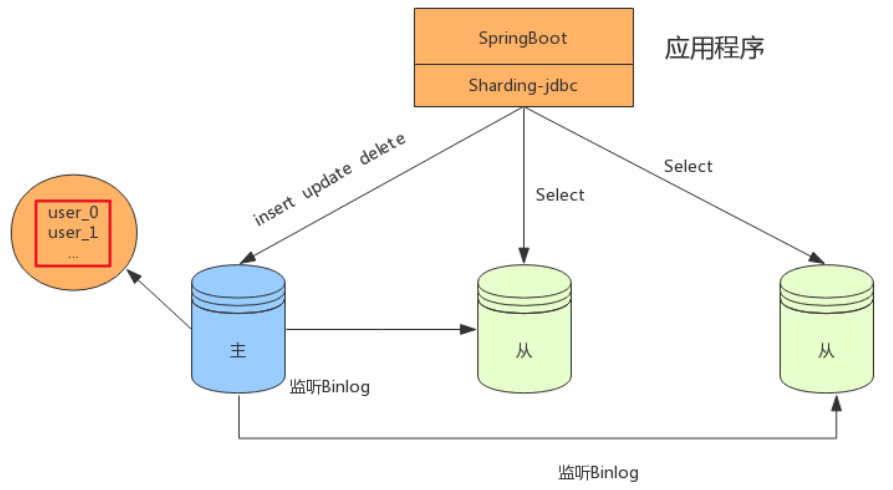 SpringBoot
应用程序
Sharding-jdbc
insert update delete
Select
Select
user_0
user_1
...
主
从
从
监听Binlog
监听Binlog